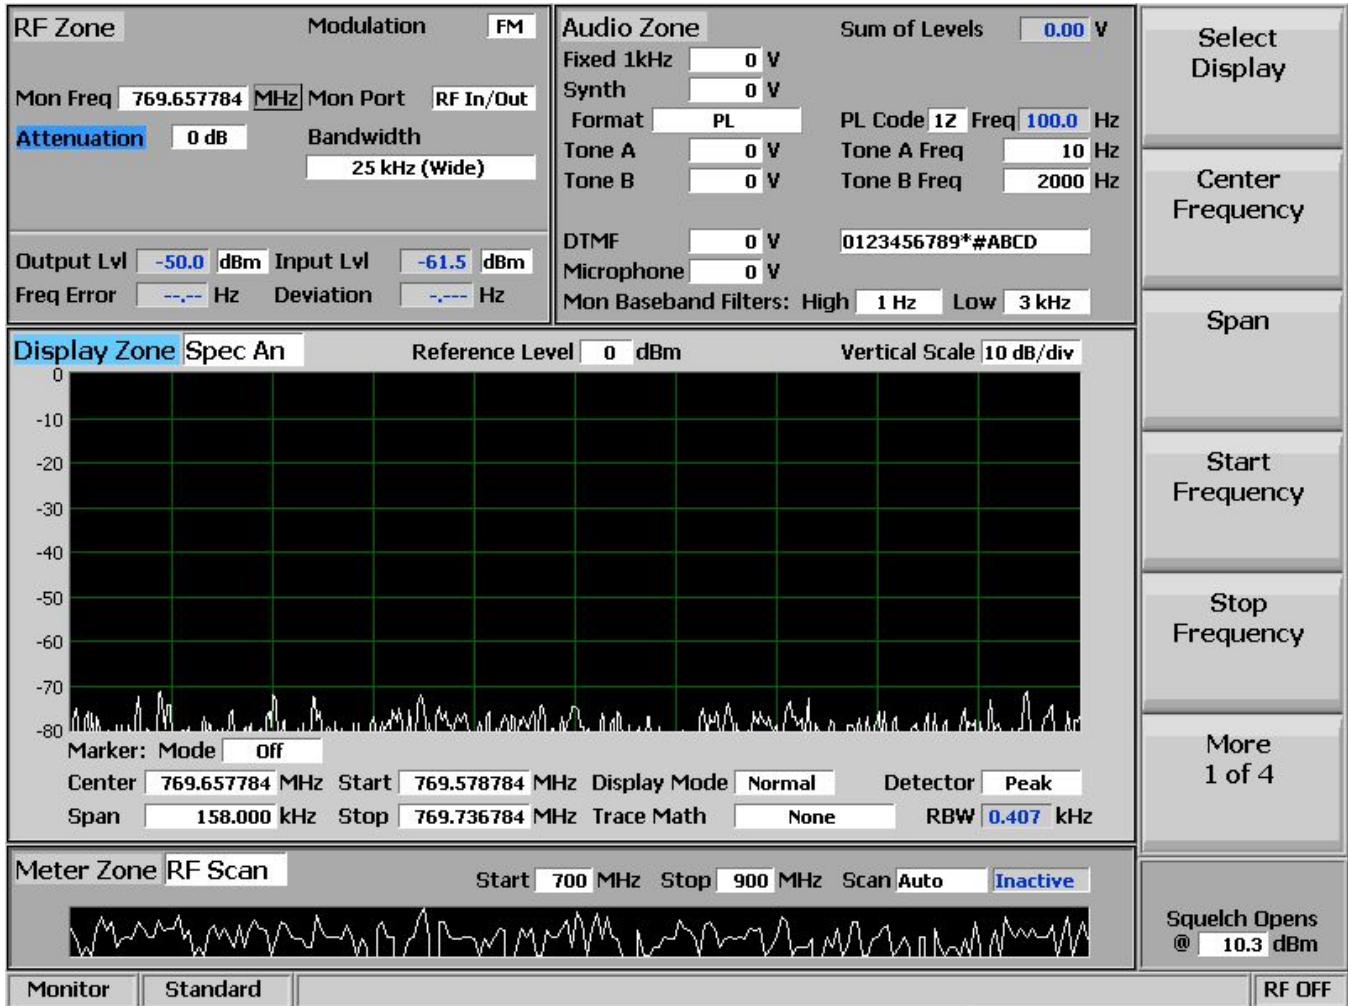 RF Zone
Modulation FM
Mon Freq 769.657784 MHz Mon Port RF In/Out
Attenuation 0 dB Bandwidth
25 kHz (Wide)
Output Lvl -50.0 dBm Input Lvl -61.5 dBm
Freq Error --.-- Hz Deviation -.--- Hz
Audio Zone Sum of Levels 0.00 V
Fixed 1kHz 0 V
Synth 0 V
Format PL PL Code 1Z Freq 100.0 Hz
Tone A 0 V Tone A Freq 10 Hz
Tone B 0 V Tone B Freq 2000 Hz
DTMF 0 V 0123456789*#ABCD
Microphone 0 V
Mon Baseband Filters: High 1 Hz Low 3 kHz
Display Zone Spec An Reference Level 0 dBm Vertical Scale 10 dB/div
0
-10
-20
-30
-40
-50
-60
-70
-80
Marker: Mode Off
Center 769.657784 MHz Start 769.578784 MHz Display Mode Normal Detector Peak
Span 158.000 kHz Stop 769.736784 MHz Trace Math None RBW 0.407 kHz
Meter Zone RF Scan Start 700 MHz Stop 900 MHz Scan Auto Inactive
Select
Display
Center
Frequency
Span
Start
Frequency
Stop
Frequency
More
1 of 4
Squelch Opens
@ 10.3 dBm
Monitor Standard RF OFF